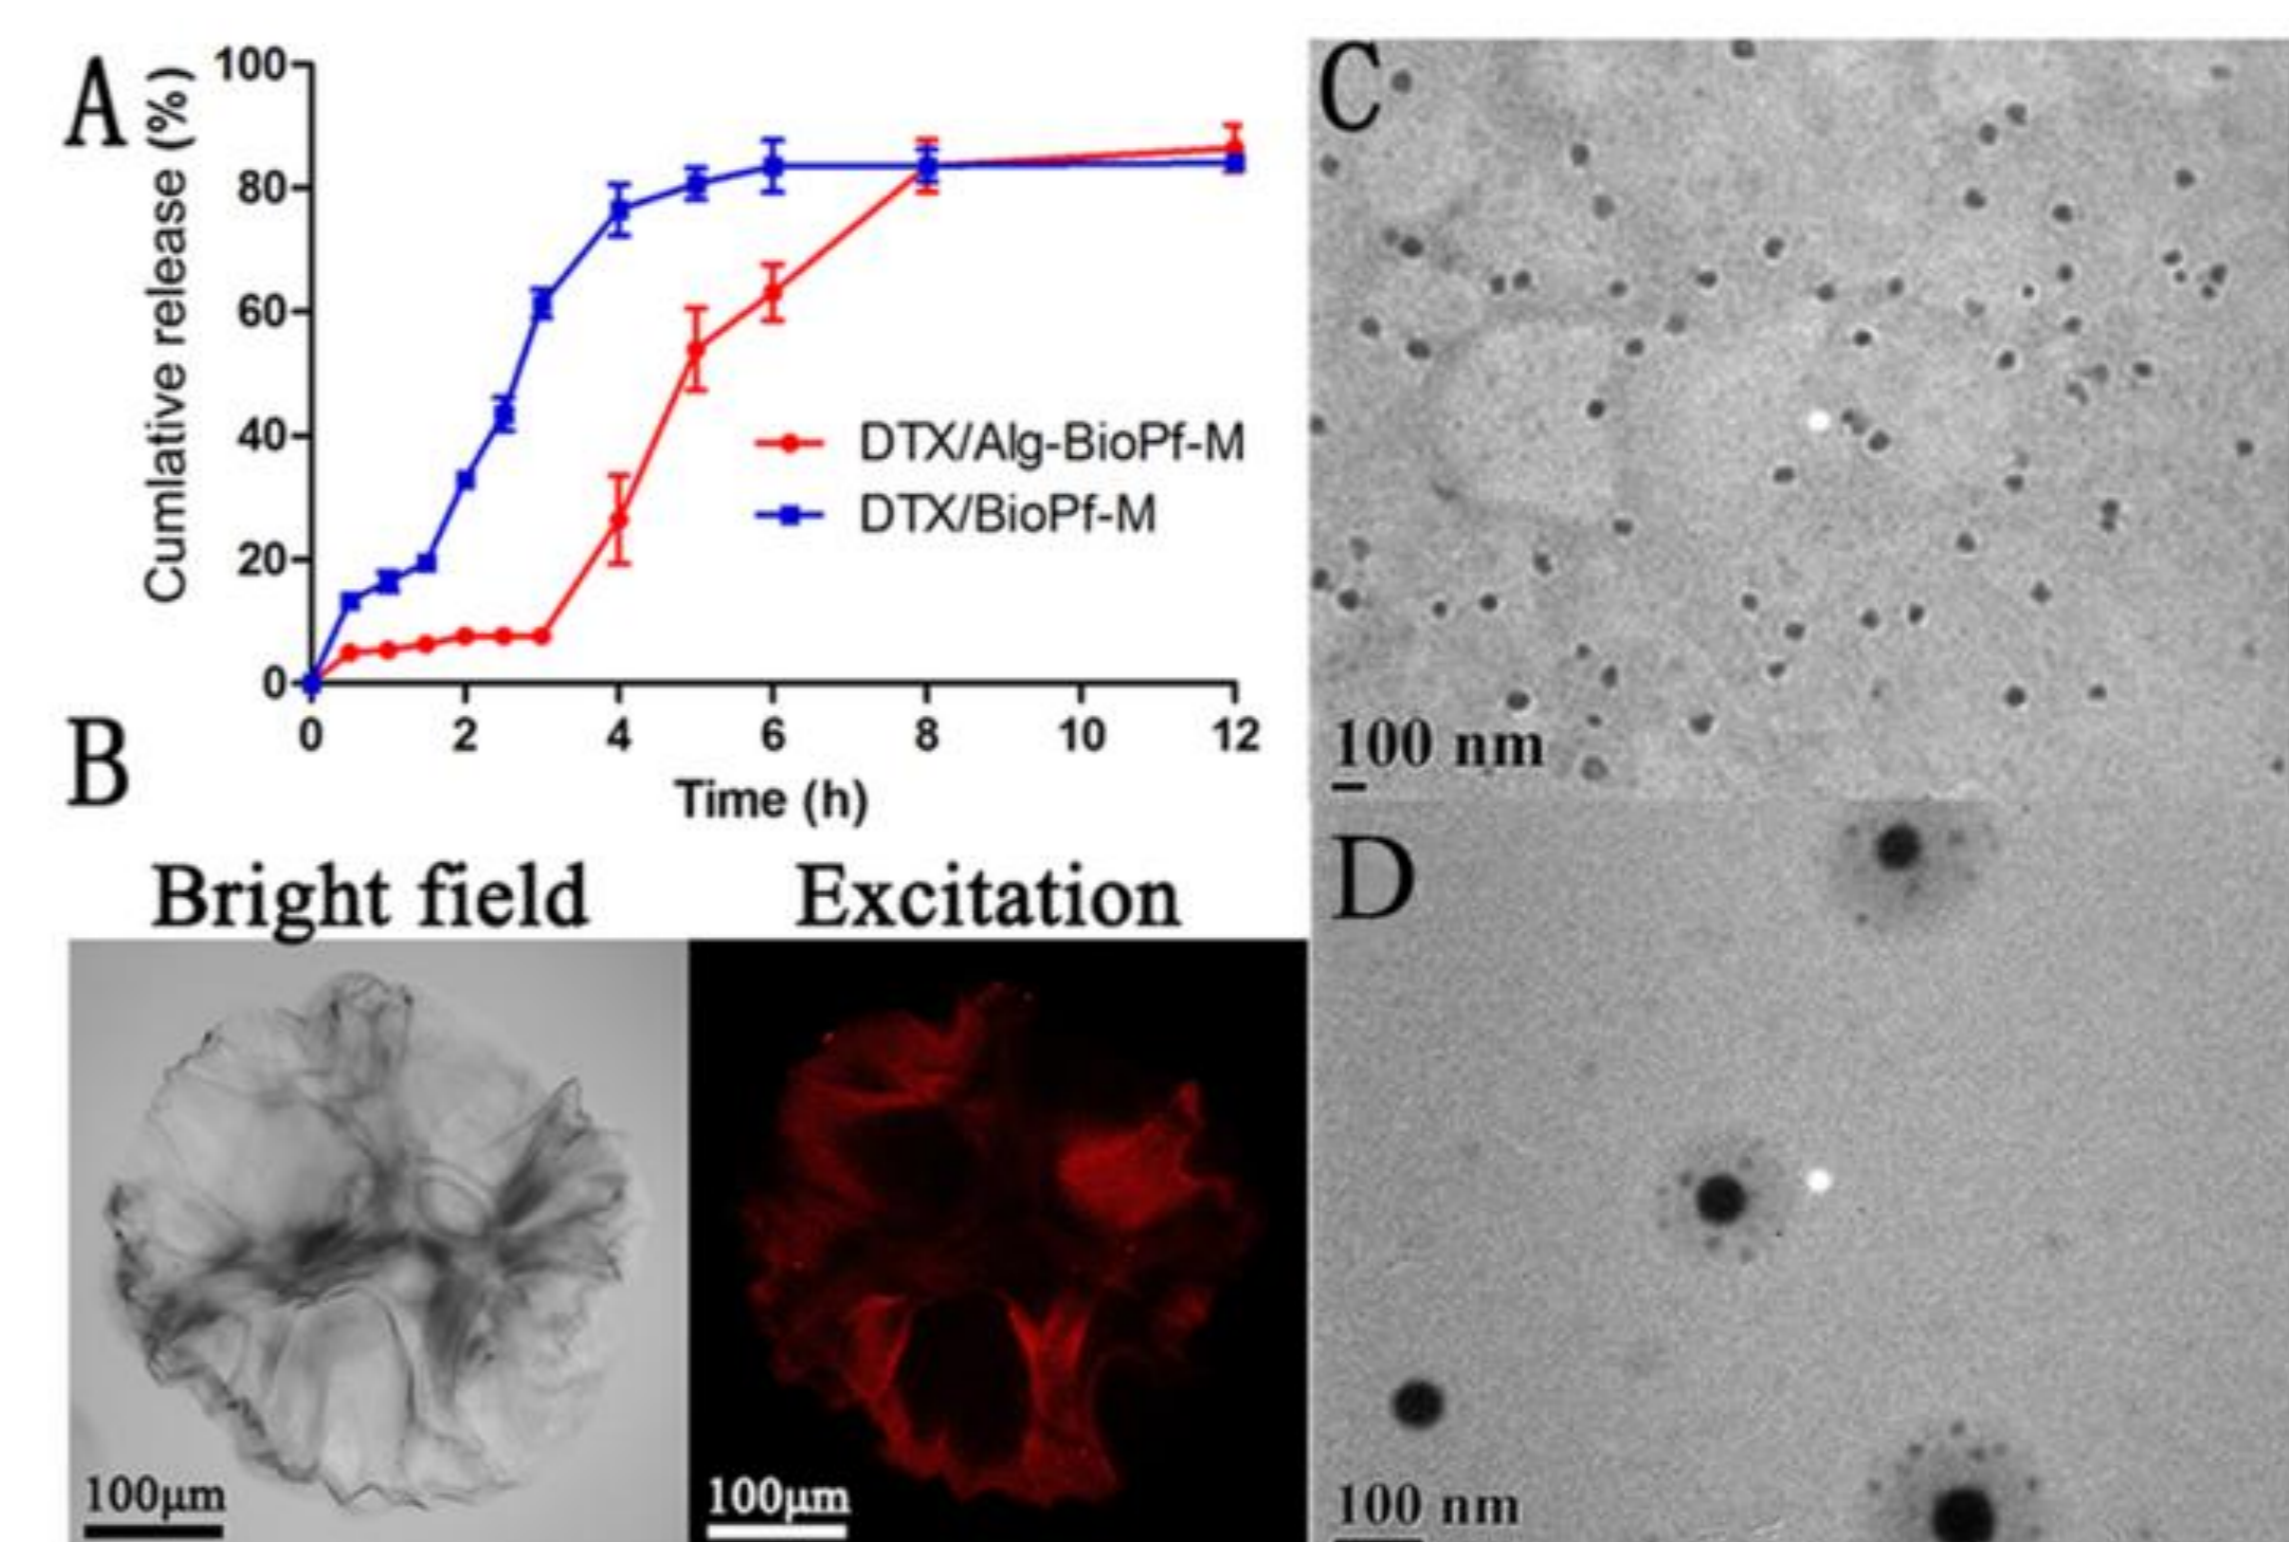 A
Cumlative release (%)
100
80
60
40
20
0
0 2 4 6 8 10 12
Time (h)
DTX/Alg-BioPf-M
DTX/BioPf-M
B
Bright field
Excitation
100μm
100μm
C
100 nm
D
100 nm